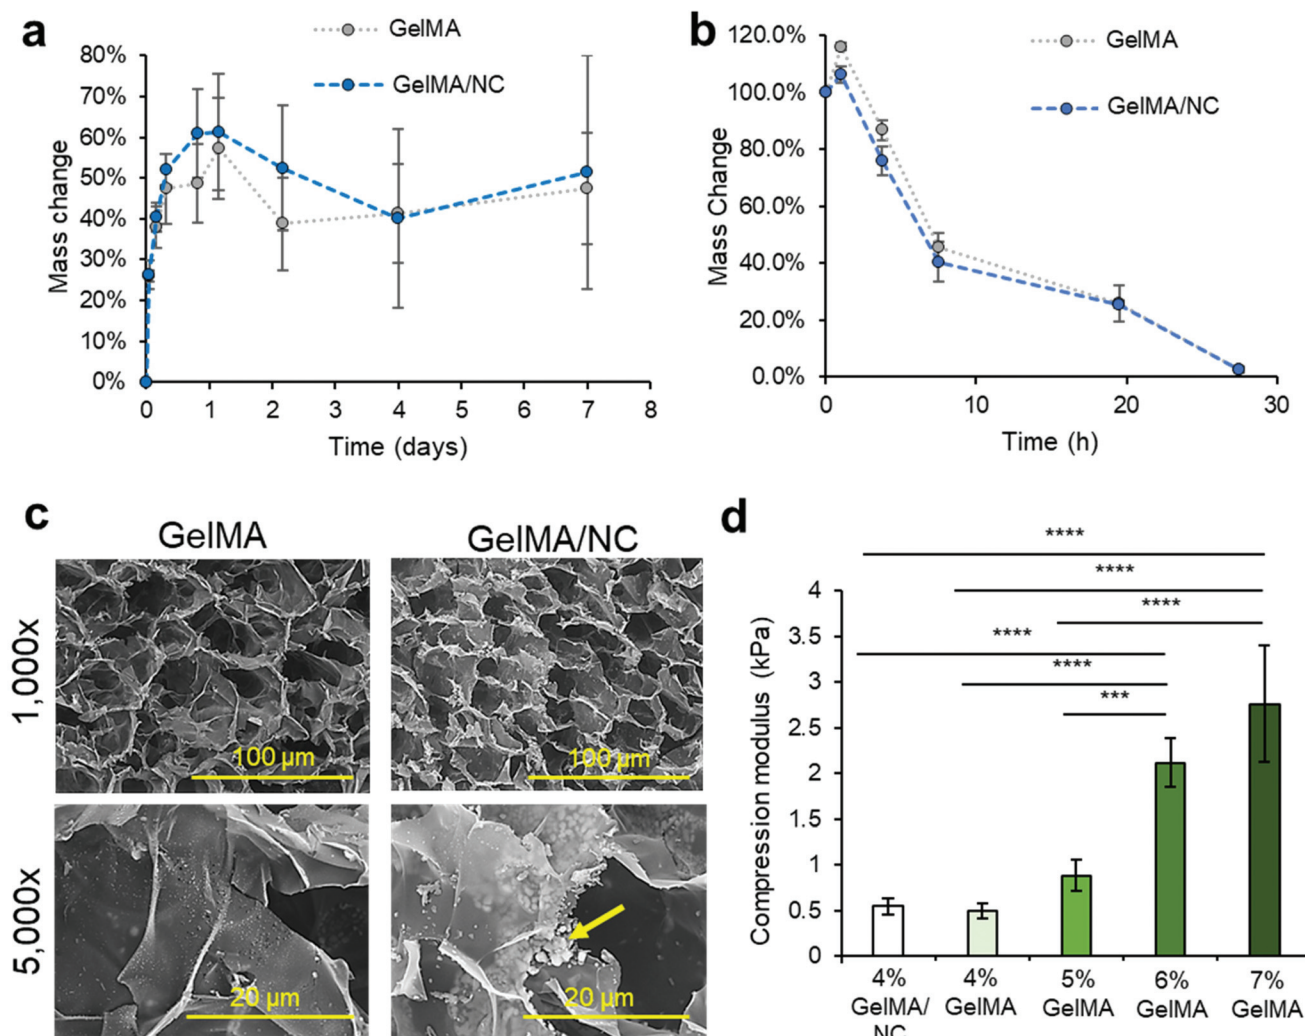 a
GelMA
GelMA/NC
80%
70%
60%
50%
40%
30%
20%
10%
0%
Mass change
0 1 2 3 4 5 6 7 8
Time (days)
b
GelMA
GelMA/NC
120.0%
100.0%
80.0%
60.0%
40.0%
20.0%
0.0%
Mass Change
0 10 20 30
Time (h)
c
GelMA
GelMA/NC
1,000x
100 µm
100 µm
5,000x
20 µm
20 µm
d
****
****
****
****
****
***
4
3.5
3
2.5
2
1.5
1
0.5
0
Compression modulus (kPa)
4% 4% 5% 6% 7%
GelMA/ GelMA GelMA GelMA GelMA
NC